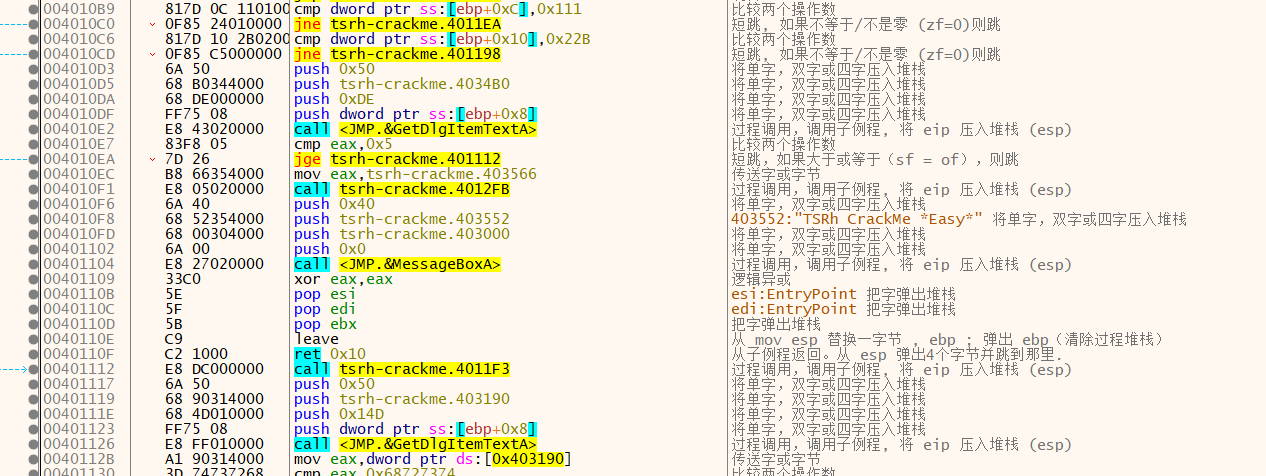 004010B9 817D 0C 110100 cmp dword ptr ss:[ebp+0xC],0x111 比较两个操作数
004010C0 0F85 24010000 jne tsrh-crackme.4011EA 短跳, 如果不等于/不是零 (zf=0)则跳
004010C6 817D 10 2B0200 cmp dword ptr ss:[ebp+0x10],0x22B 比较两个操作数
004010CD 0F85 C5000000 jne tsrh-crackme.401198 短跳, 如果不等于/不是零 (zf=0)则跳
004010D3 6A 50 push 0x50 将单字，双字或四字压入堆栈
004010D5 68 B0344000 push tsrh-crackme.4034B0 将单字，双字或四字压入堆栈
004010DA 68 DE000000 push 0xDE 将单字，双字或四字压入堆栈
004010DF FF75 08 push dword ptr ss:[ebp+0x8] 将单字，双字或四字压入堆栈
004010E2 E8 43020000 call <JMP.&GetDlgItemTextA> 过程调用，调用子例程, 将 eip 压入堆栈 (esp)
004010E7 83F8 05 cmp eax,0x5 比较两个操作数
004010EA 7D 26 jge tsrh-crackme.401112 短跳，如果大于或等于（sf = of），则跳
004010EC B8 66354000 mov eax,tsrh-crackme.403566 传送字或字节
004010F1 E8 05020000 call tsrh-crackme.4012FB 过程调用，调用子例程, 将 eip 压入堆栈 (esp)
004010F6 6A 40 push 0x40 将单字，双字或四字压入堆栈
004010F8 68 52354000 push tsrh-crackme.403552 403552:"TSRh CrackMe *Easy*" 将单字，双字或四字压入堆栈
004010FD 68 00304000 push tsrh-crackme.403000 将单字，双字或四字压入堆栈
00401102 6A 00 push 0x0 将单字，双字或四字压入堆栈
00401104 E8 27020000 call <JMP.&MessageBoxA> 过程调用，调用子例程, 将 eip 压入堆栈 (esp)
00401109 33C0 xor eax,eax 逻辑异或
0040110B 5E pop esi esi:EntryPoint 把字弹出堆栈
0040110C 5F pop edi edi:EntryPoint 把字弹出堆栈
0040110D 5B pop ebx 把字弹出堆栈
0040110E C9 leave 从 mov esp 替换一字节 , ebp ; 弹出 ebp（清除过程堆栈）
0040110F C2 1000 ret 0x10 从子例程返回。从 esp 弹出4个字节并跳到那里.
00401112 E8 DC000000 call tsrh-crackme.4011F3 过程调用，调用子例程, 将 eip 压入堆栈 (esp)
00401117 6A 50 push 0x50 将单字，双字或四字压入堆栈
00401119 68 90314000 push tsrh-crackme.403190 将单字，双字或四字压入堆栈
0040111E 68 4D010000 push 0x14D 将单字，双字或四字压入堆栈
00401123 FF75 08 push dword ptr ss:[ebp+0x8] 将单字，双字或四字压入堆栈
00401126 E8 FF010000 call <JMP.&GetDlgItemTextA> 过程调用，调用子例程, 将 eip 压入堆栈 (esp)
0040112B A1 90314000 mov eax,dword ptr ds:[0x403190] 传送字或字节
00401130 3D 74737268 cmp eax,0x68727374 比较两个操作数